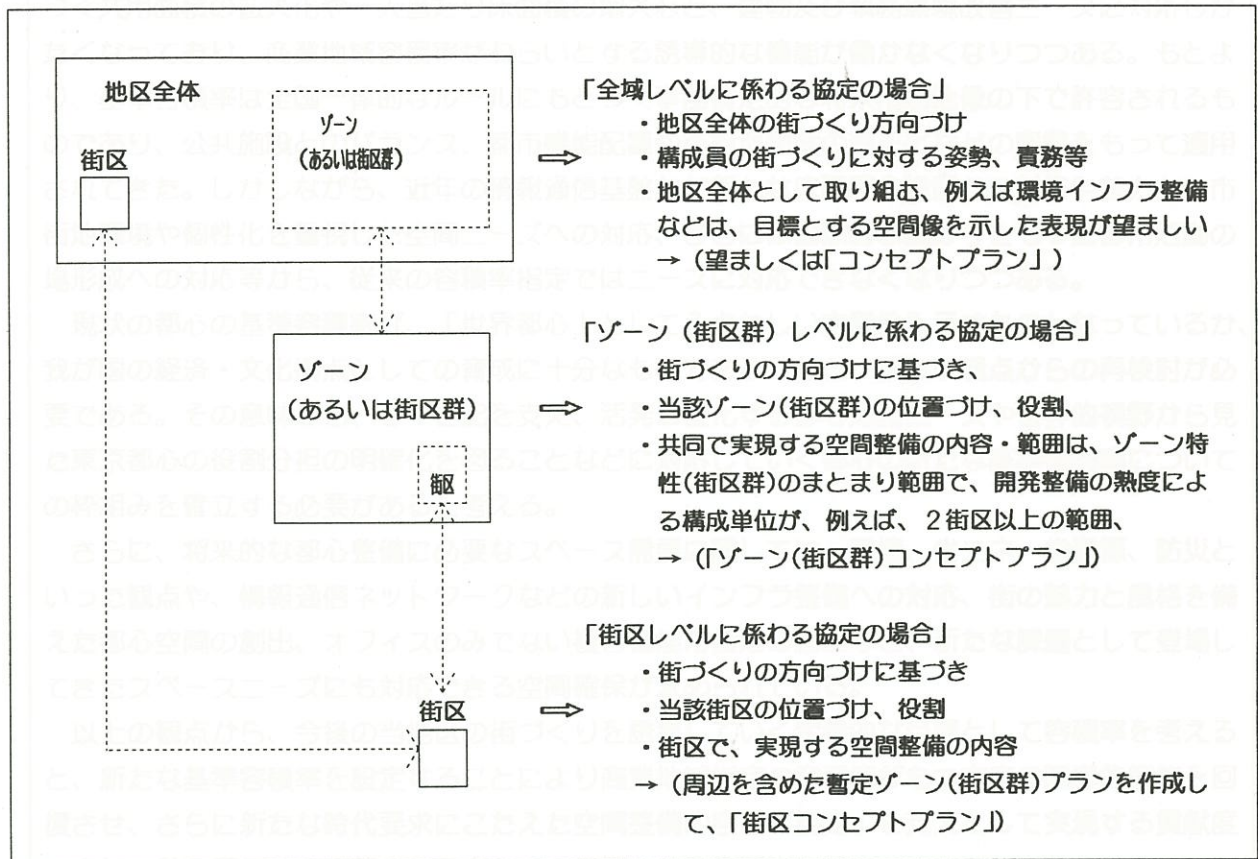 地区全体
街区
ゾーン
(あるいは街区群)
「全域レベルに係わる協定の場合」
・地区全体の街づくり方向づけ
・構成員の街づくりに対する姿勢、責務等
地区全体として取り組む、例えば環境インフラ整備
などは、目標とする空間像を示した表現が望ましい
→（望ましくは「コンセプトプラン」）
ゾーン
(あるいは街区群)
街区
「ゾーン（街区群）レベルに係わる協定の場合」
・街づくりの方向づけに基づき、
・当該ゾーン(街区群)の位置づけ、役割、
・共同で実現する空間整備の内容・範囲は、ゾーン特
性(街区群)のまとまり範囲で、開発整備の熟度によ
る構成単位が、例えば、２街区以上の範囲、
→（「ゾーン(街区群)コンセプトプラン」）
街区
「街区レベルに係わる協定の場合」
・街づくりの方向づけに基づき
・当該街区の位置づけ、役割
・街区で、実現する空間整備の内容
→（周辺を含めた暫定ゾーン(街区群)プランを作成し
て、「街区コンセプトプラン」）